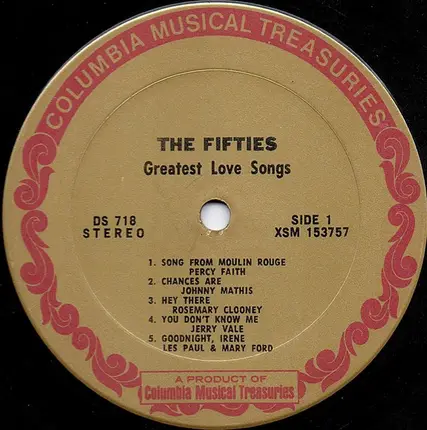 COLUMBIA MUSICAL TREASURIES
THE FIFTIES
Greatest Love Songs
DS 718
STEREO
SIDE 1
XSM 153757
1. SONG FROM MOULIN ROUGE
PERCY FAITH
2. CHANCES ARE
JOHNNY MATHIS
3. HEY THERE
ROSEMARY CLOONEY
4. YOU DON'T KNOW ME
JERRY VALE
5. GOODNIGHT, IRENE
LES PAUL & MARY FORD
A PRODUCT OF
Columbia Musical Treasuries